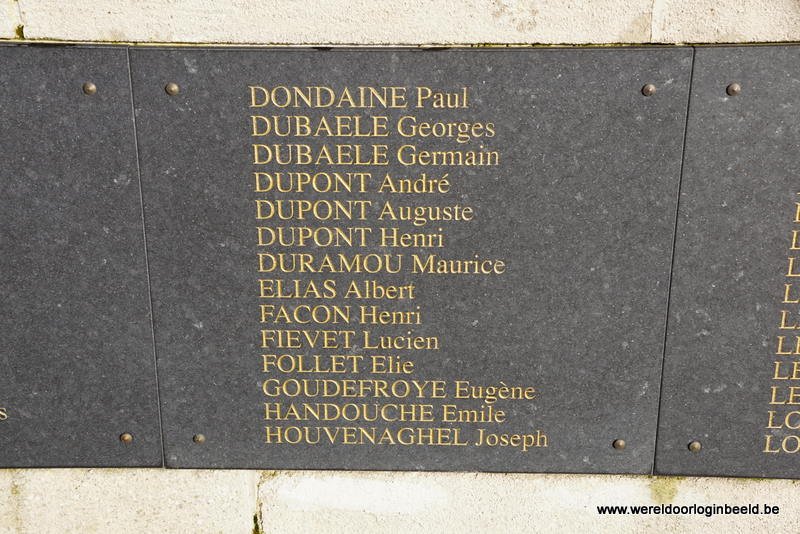 DONDAINE Paul
DUBAELE Georges
DUBAELE Germain
DUPONT André
DUPONT Auguste
DUPONT Henri
DURAMOU Maurice
ELIAS Albert
FACON Henri
FIEVET Lucien
FOLLET Elie
GOUDEFROYE Eugène
HANDOUCHE Emile
HOUVENAGHEL Joseph
www.wereldoorloginbeeld.be